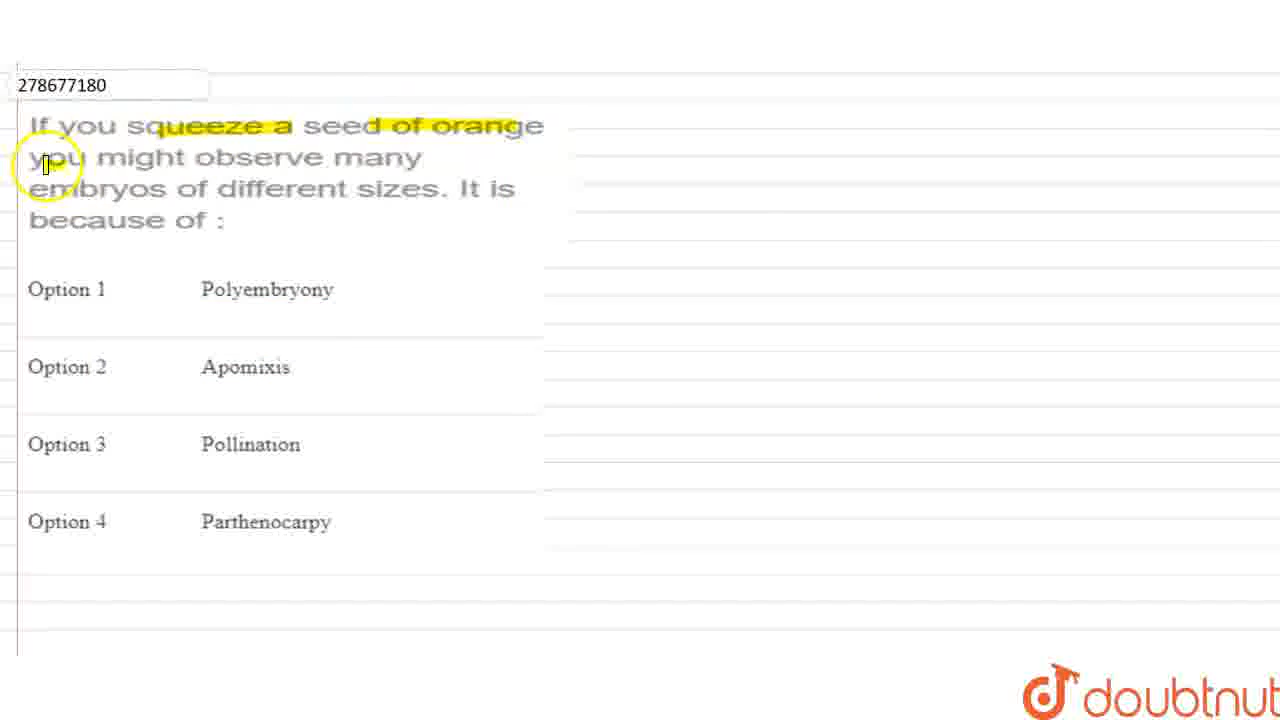 278677180
If you squeeze a seed of orange
you might observe many
embryos of different sizes. It is
because of :
Option 1 Polyembryony
Option 2 Apomixis
Option 3 Pollination
Option 4 Parthenocarpy
doubtnut